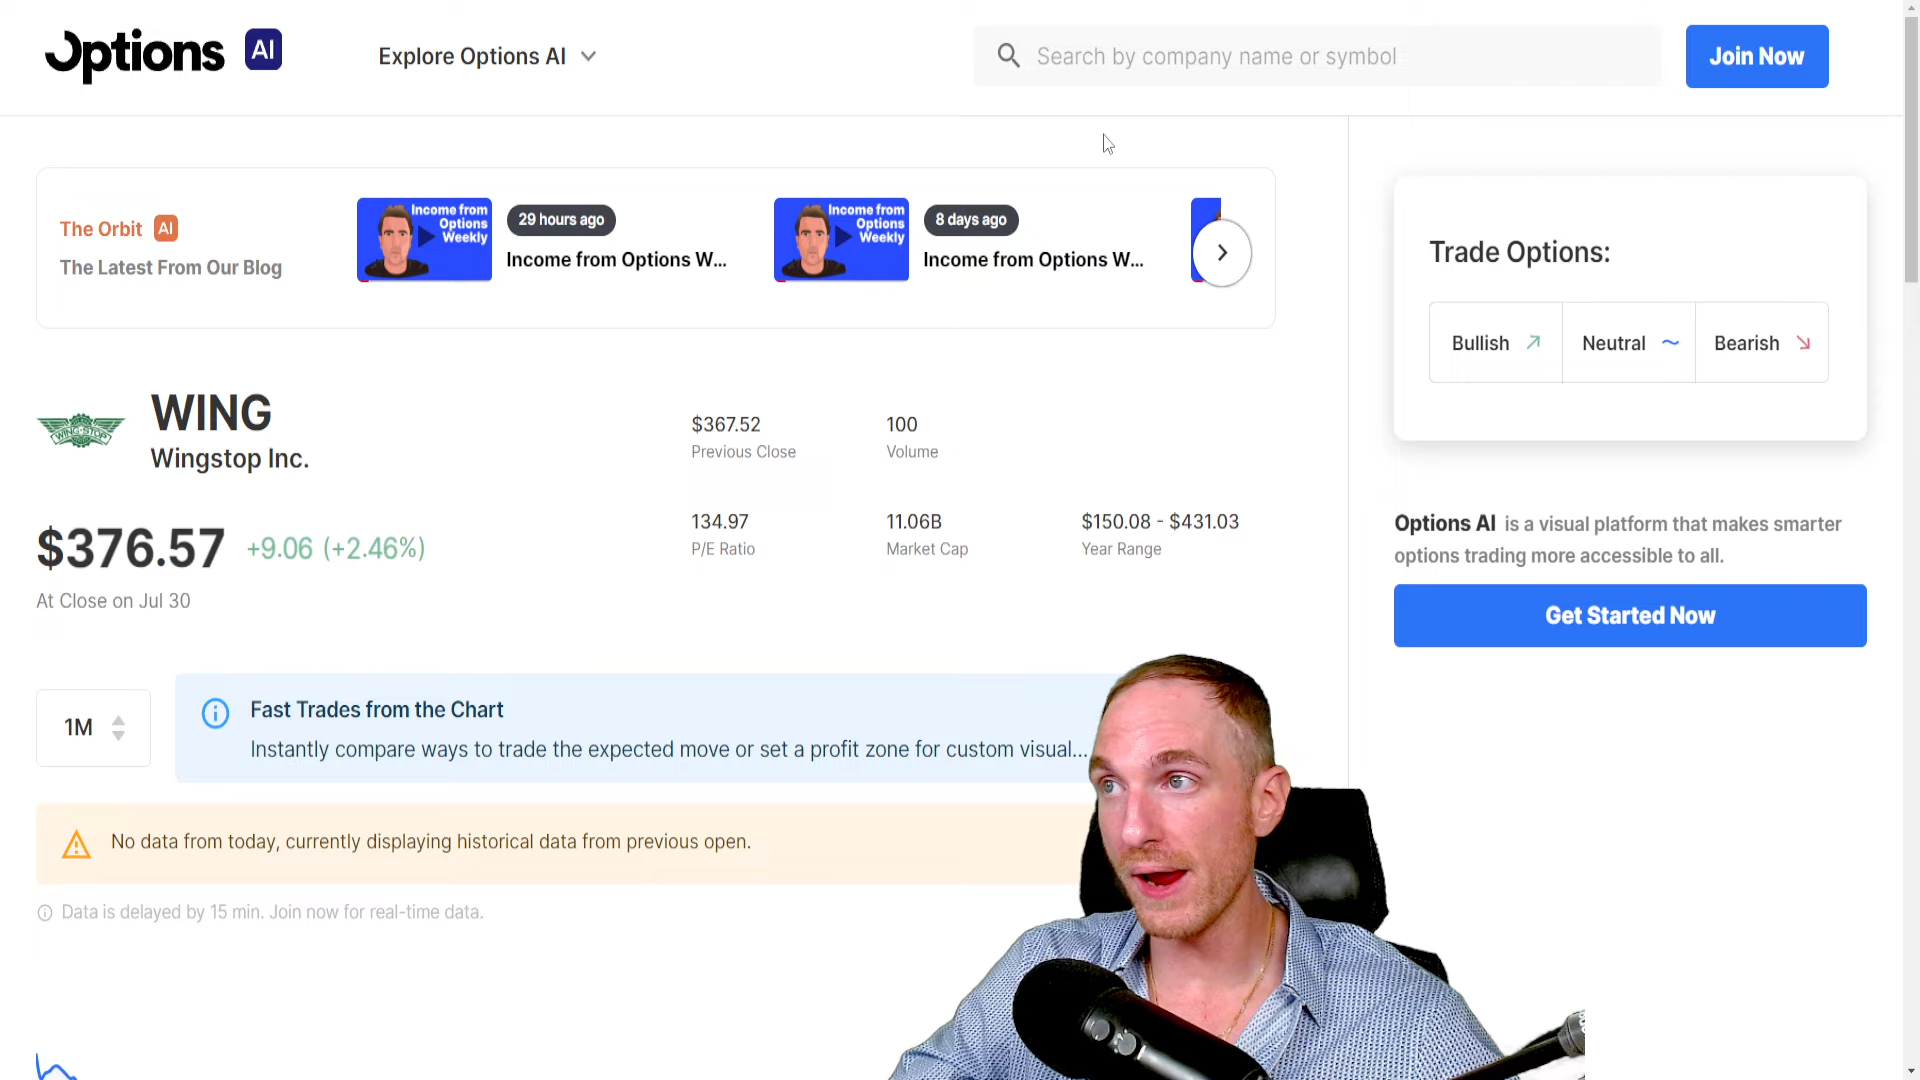 Options AI
Explore Options AI
Search by company name or symbol
Join Now
The Orbit AI
The Latest From Our Blog
Income from
Options
Weekly
29 hours ago
Income from Options W...
Income from
Options
Weekly
8 days ago
Income from Options W...
Trade Options:
Bullish
Neutral
Bearish
WING-STOP
WING
Wingstop Inc.
$367.52
Previous Close
100
Volume
$376.57 +9.06 (+2.46%)
At Close on Jul 30
134.97
P/E Ratio
11.06B
Market Cap
$150.08 - $431.03
Year Range
Options AI is a visual platform that makes smarter
options trading more accessible to all.
Get Started Now
1M
Fast Trades from the Chart
Instantly compare ways to trade the expected move or set a profit zone for custom visual...
No data from today, currently displaying historical data from previous open.
Data is delayed by 15 min. Join now for real-time data.